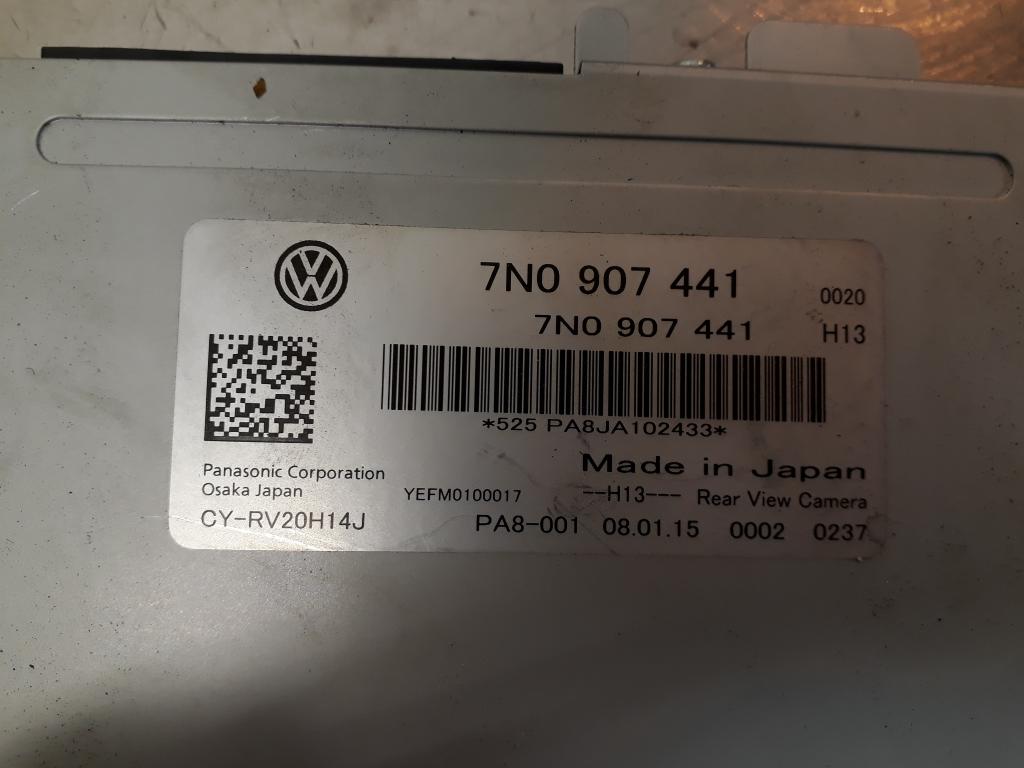 7N0 907 441 0020
7N0 907 441 H13
*525 PA8JA102433*
Made in Japan
Panasonic Corporation
Osaka Japan YEFM0100017 --H13--- Rear View Camera
CY-RV20H14J PA8-001 08.01.15 0002 0237